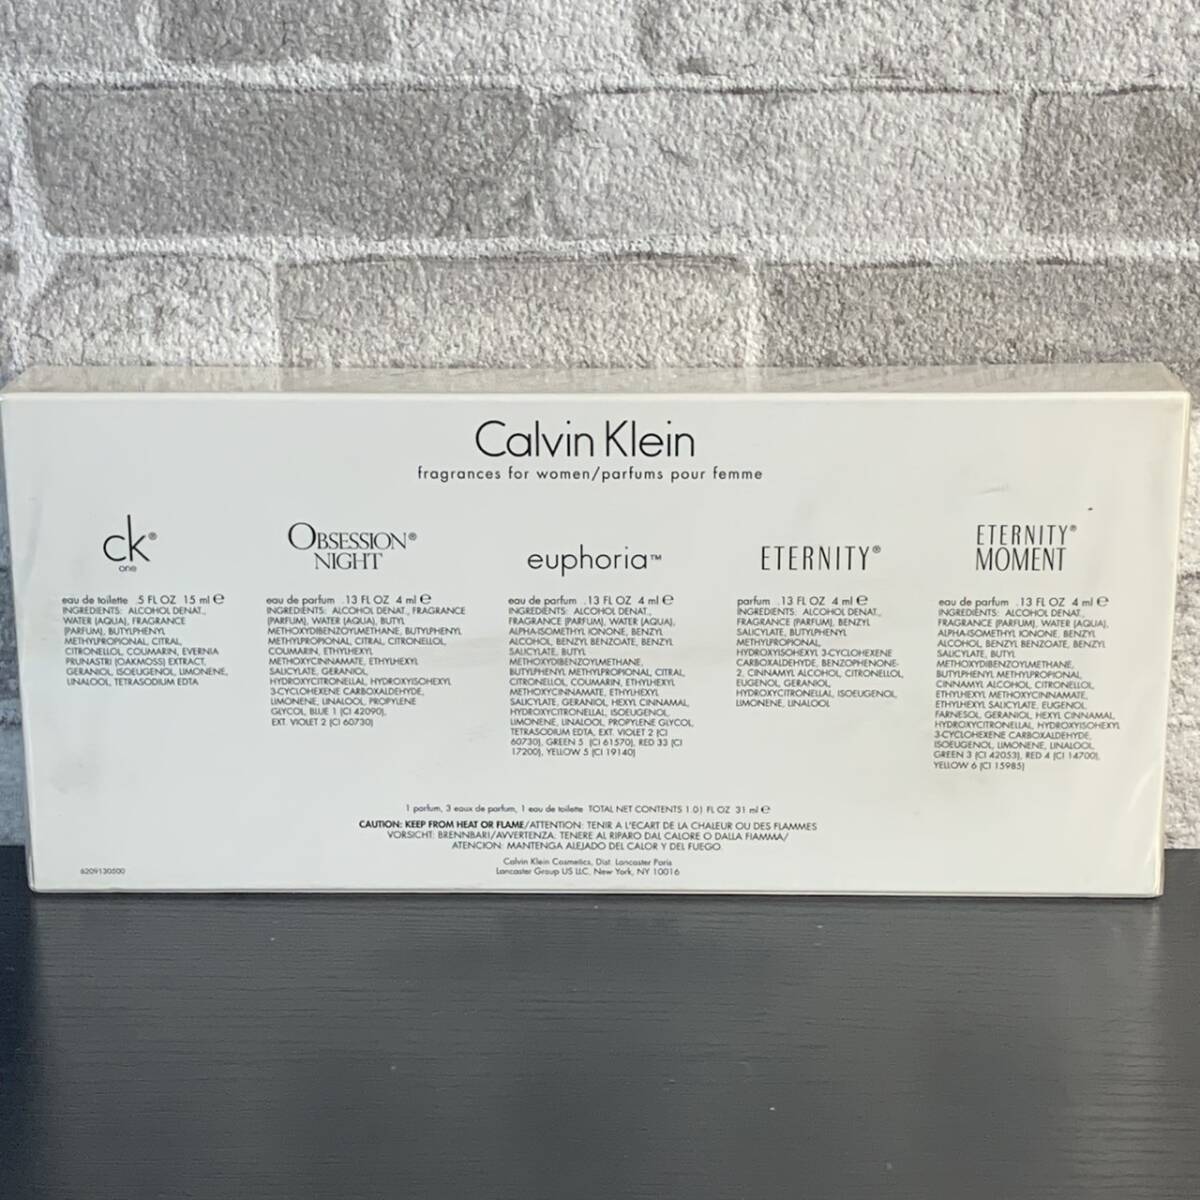 Calvin Klein
fragrances for women/parfums pour femme
ck®
one
eau de toilette .5 FL OZ 15 ml ℮
INGREDIENTS: ALCOHOL DENAT.,
WATER (AQUA), FRAGRANCE
(PARFUM), BUTYLPHENYL
METHYLPROPIONAL, CITRAL,
CITRONELLOL, COUMARIN, EVERNIA
PRUNASTRI (OAKMOSS) EXTRACT,
GERANIOL, ISOEUGENOL, LIMONENE,
LINALOOL, TETRASODIUM EDTA
OBSESSION®
NIGHT
eau de parfum .13 FL OZ 4 ml ℮
INGREDIENTS: ALCOHOL DENAT., FRAGRANCE
(PARFUM), WATER (AQUA), BUTYL
METHOXYDIBENZOYLMETHANE, BUTYLPHENYL
METHYLPROPIONAL, CITRAL, CITRONELLOL,
COUMARIN, ETHYLHEXYL
METHOXYCINNAMATE, ETHYLHEXYL
SALICYLATE, GERANIOL,
HYDROXYCITRONELLAL, HYDROXYISOHEXYL
3-CYCLOHEXENE CARBOXALDEHYDE,
LIMONENE, LINALOOL, PROPYLENE
GLYCOL, BLUE 1 (CI 42090),
EXT. VIOLET 2 (CI 60730)
euphoria™
eau de parfum .13 FL OZ 4 ml ℮
INGREDIENTS: ALCOHOL DENAT.,
FRAGRANCE (PARFUM), WATER (AQUA),
ALPHA-ISOMETHYL IONONE, BENZYL
ALCOHOL, BENZYL BENZOATE, BENZYL
SALICYLATE, BUTYL
METHOXYDIBENZOYLMETHANE,
BUTYLPHENYL METHYLPROPIONAL, CITRAL,
CITRONELLOL, COUMARIN, ETHYLHEXYL
METHOXYCINNAMATE, ETHYLHEXYL
SALICYLATE, GERANIOL, HEXYL CINNAMAL,
HYDROXYCITRONELLAL, ISOEUGENOL,
LIMONENE, LINALOOL, PROPYLENE GLYCOL,
TETRASODIUM EDTA, EXT. VIOLET 2 (CI
60730), GREEN 5 (CI 61570), RED 33 (CI
17200), YELLOW 5 (CI 19140)
ETERNITY®
parfum .13 FL OZ 4 ml ℮
INGREDIENTS: ALCOHOL DENAT.,
FRAGRANCE (PARFUM), BENZYL
SALICYLATE, BUTYLPHENYL
METHYLPROPIONAL,
HYDROXYISOHEXYL 3-CYCLOHEXENE
CARBOXALDEHYDE, BENZOPHENONE-
2, CINNAMYL ALCOHOL, CITRONELLOL,
EUGENOL, GERANIOL,
HYDROXYCITRONELLAL, ISOEUGENOL,
LIMONENE, LINALOOL
ETERNITY®
MOMENT
eau de parfum .13 FL OZ 4 ml ℮
INGREDIENTS: ALCOHOL DENAT.,
FRAGRANCE (PARFUM), WATER (AQUA),
ALPHA-ISOMETHYL IONONE, BENZYL
ALCOHOL, BENZYL BENZOATE, BENZYL
SALICYLATE, BUTYL
METHOXYDIBENZOYLMETHANE,
BUTYLPHENYL METHYLPROPIONAL,
CINNAMYL ALCOHOL, CITRONELLOL,
ETHYLHEXYL METHOXYCINNAMATE,
ETHYLHEXYL SALICYLATE, EUGENOL,
FARNESOL, GERANIOL, HEXYL CINNAMAL,
HYDROXYCITRONELLAL, HYDROXYISOHEXYL
3-CYCLOHEXENE CARBOXALDEHYDE,
ISOEUGENOL, LIMONENE, LINALOOL,
GREEN 3 (CI 42053), RED 4 (CI 14700),
YELLOW 6 (CI 15985)
1 parfum, 3 eaux de parfum, 1 eau de toilette TOTAL NET CONTENTS 1.01 FL OZ 31 ml ℮
CAUTION: KEEP FROM HEAT OR FLAME/ATTENTION: TENIR A L'ECART DE LA CHALEUR OU DES FLAMMES
VORSICHT: BRENNBAR/AVVERTENZA: TENERE AL RIPARO DAL CALORE O DALLA FIAMMA/
ATENCION: MANTENGA ALEJADO DEL CALOR Y DEL FUEGO.
Calvin Klein Cosmetics, Dist. Lancaster Paris
Lancaster Group US LLC, New York, NY 10016
6209130500